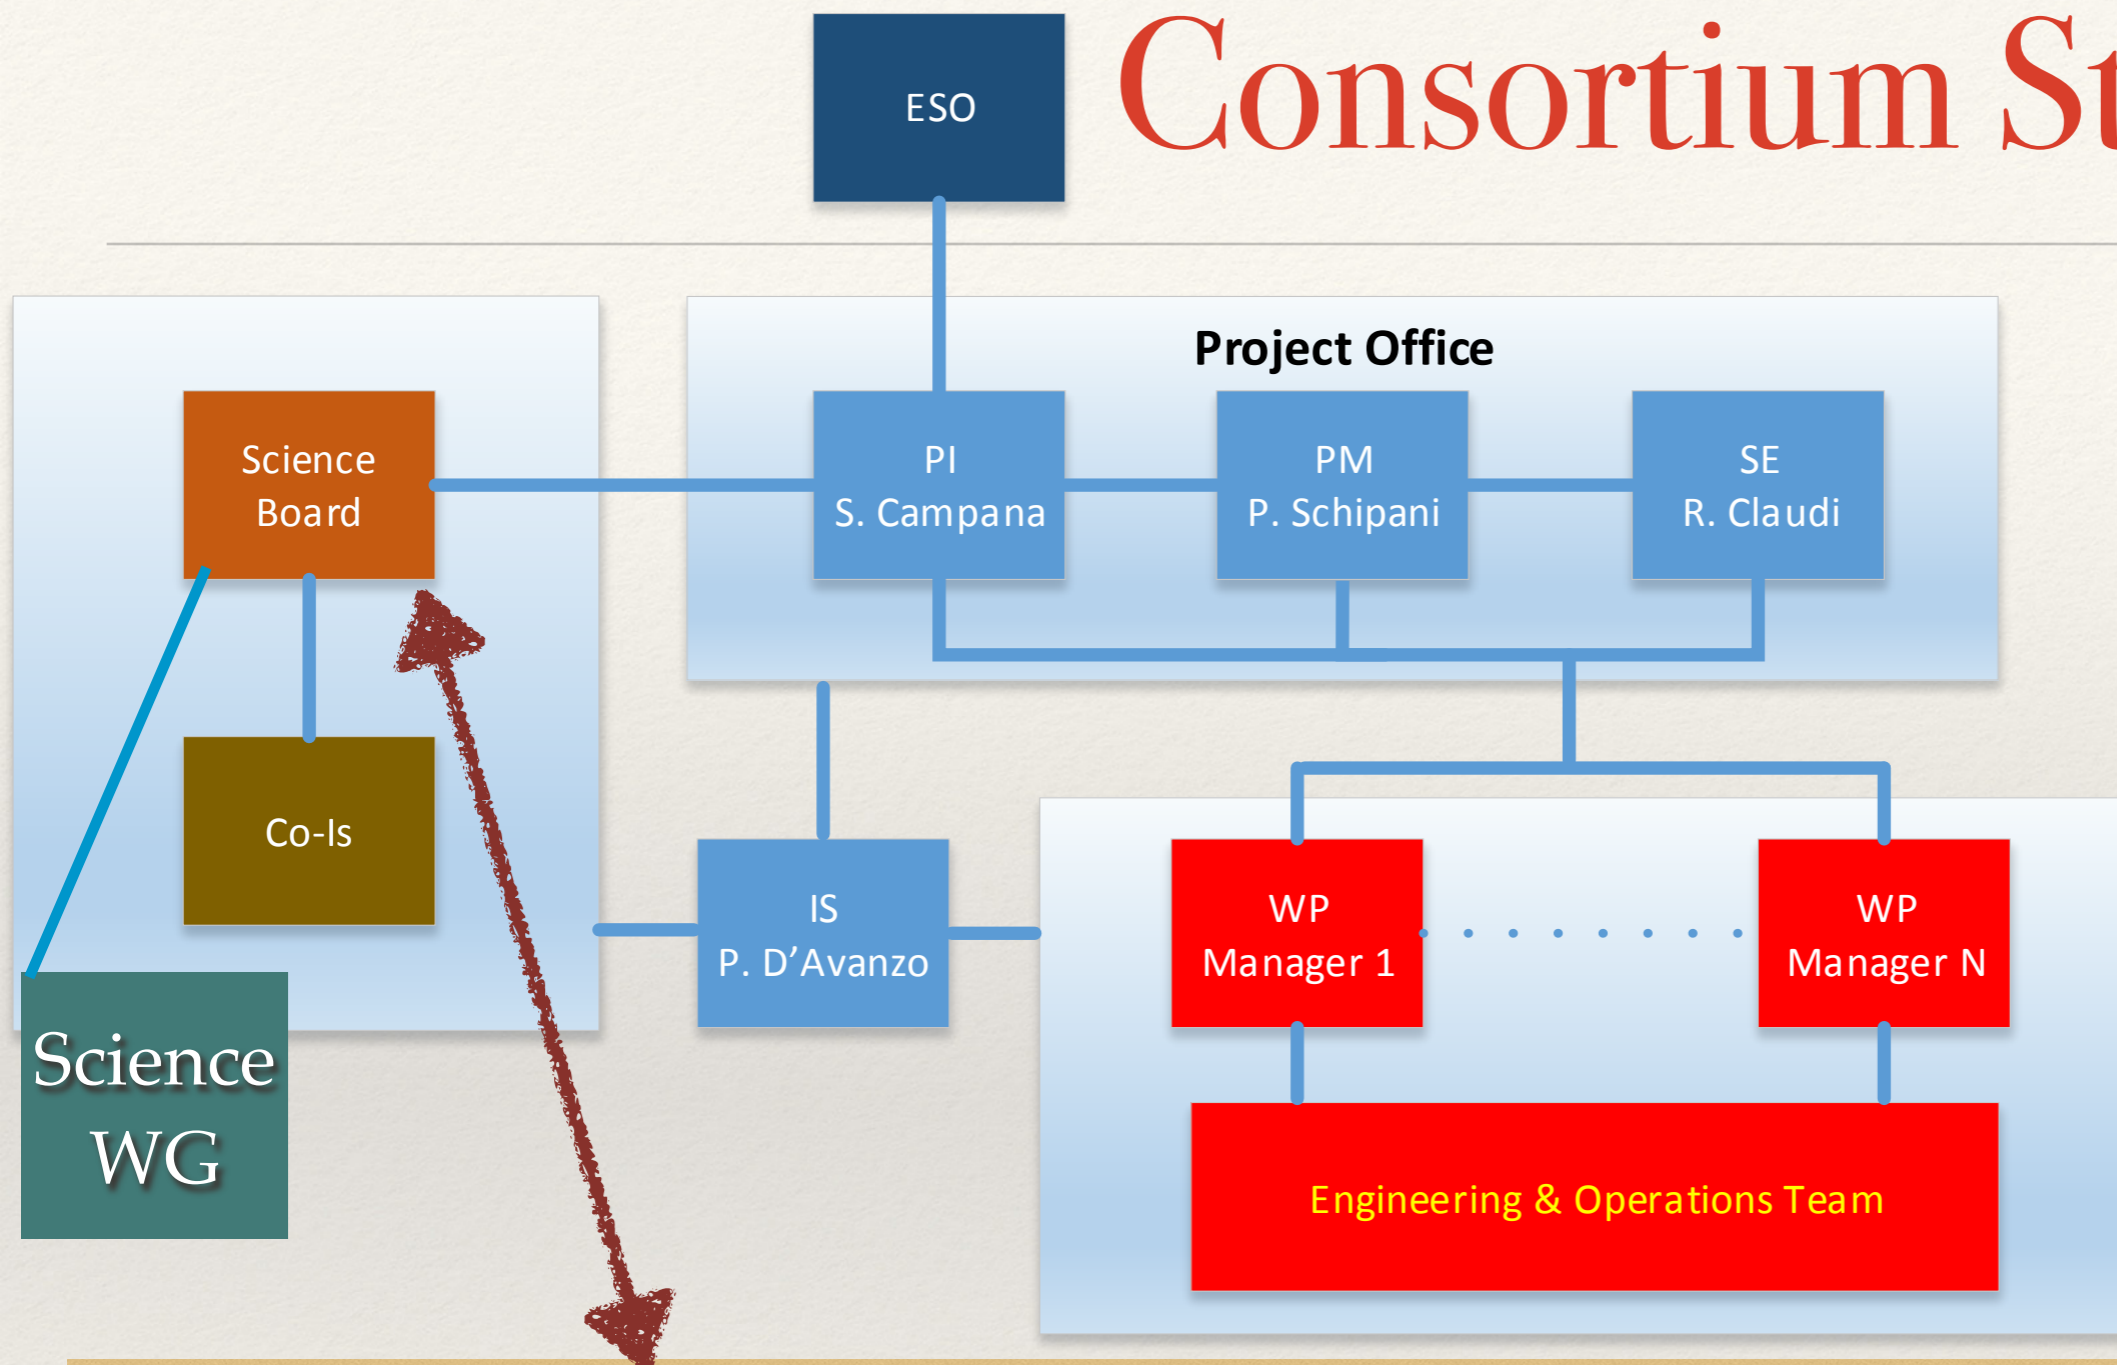 ESO
Consortium St
Project Office
Science
Board
PI
S. Campana
PM
P. Schipani
SE
R. Claudi
Co-Is
IS
P. D’Avanzo
WP
Manager 1
WP
Manager N
Science
WG
Engineering & Operations Team